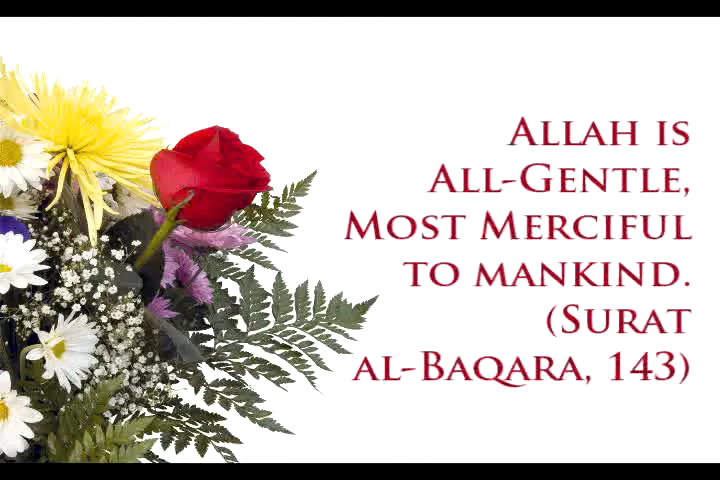 ALLAH IS
ALL-GENTLE,
MOST MERCIFUL
TO MANKIND.
(SURAT
AL-BAQARA, 143)